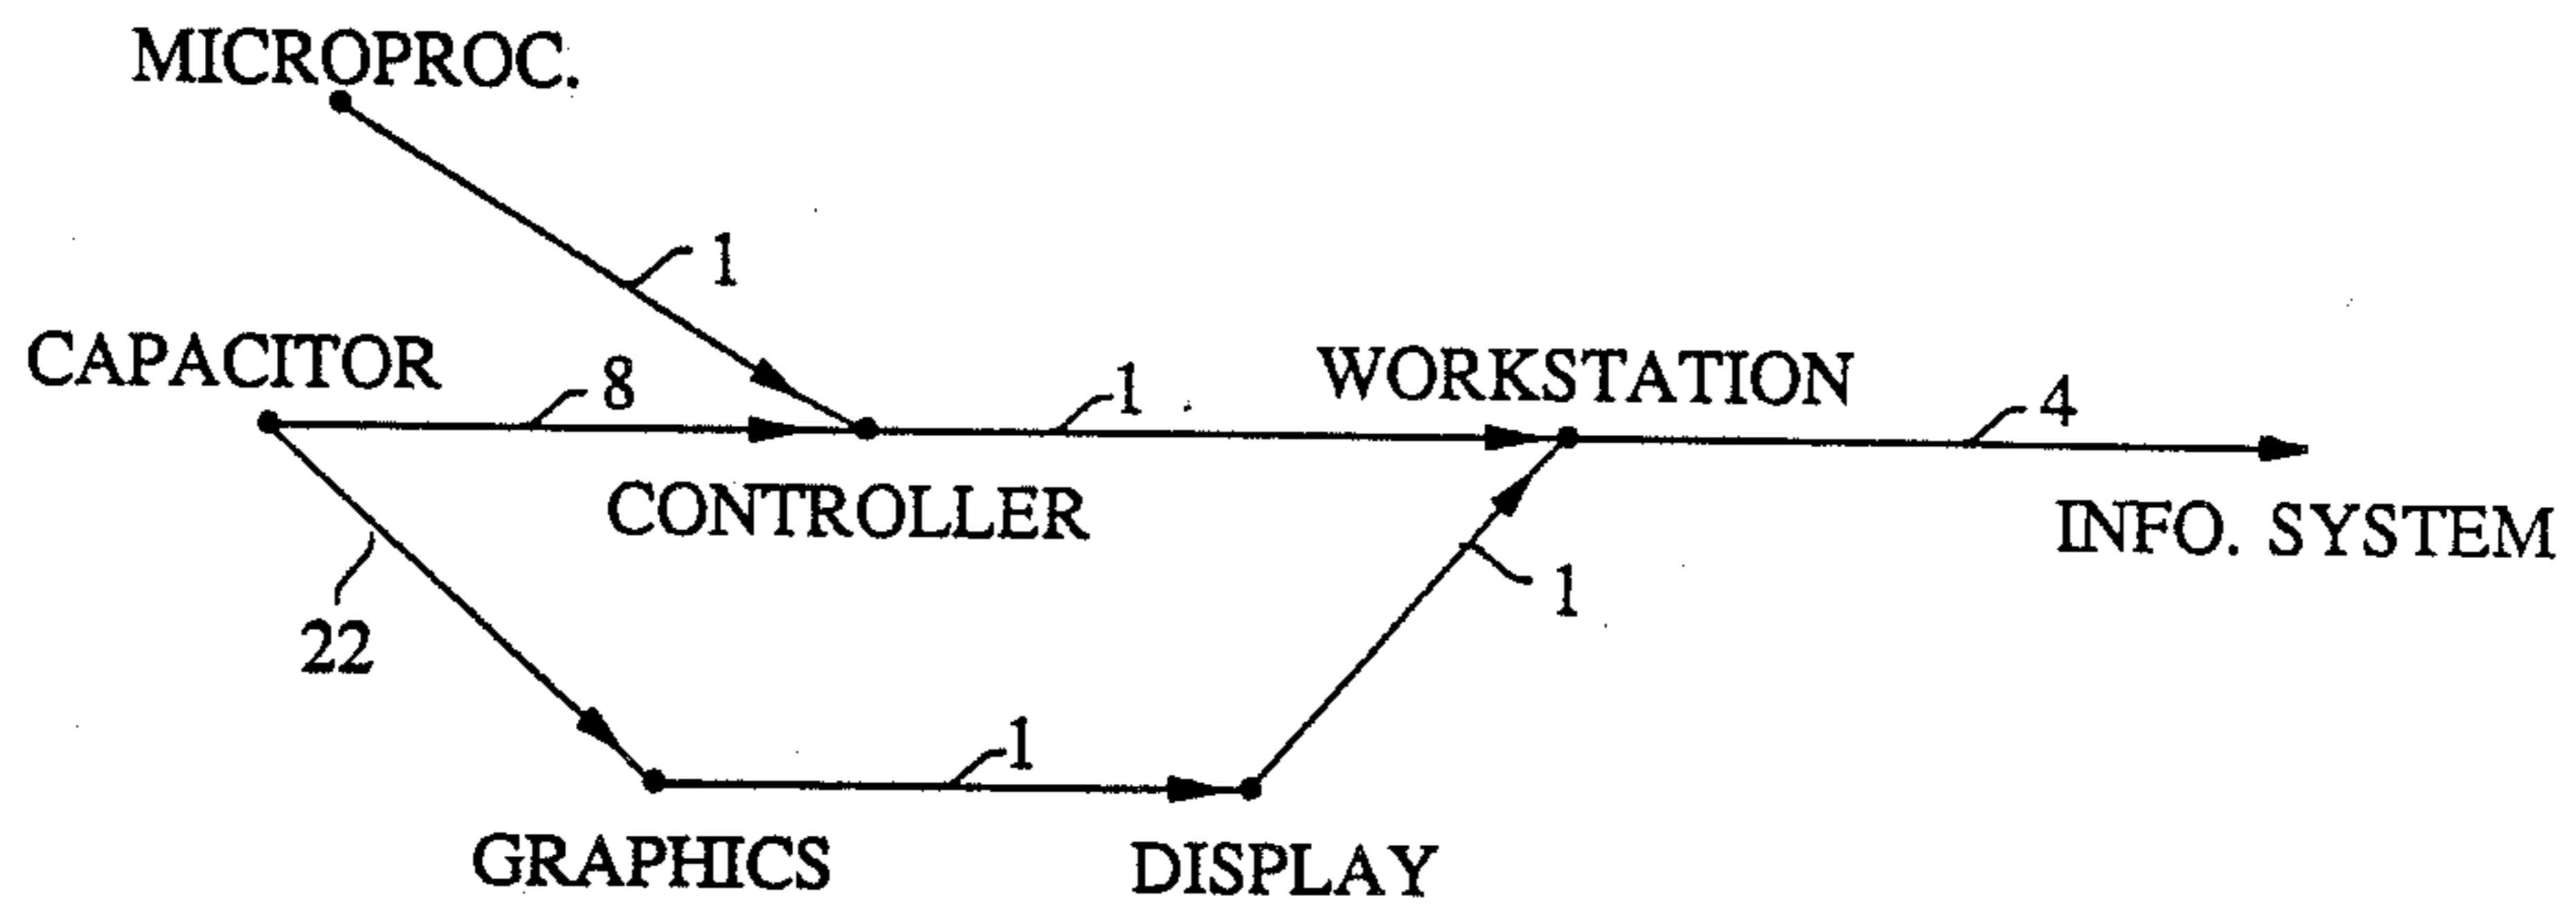 MICROPROC.
1
CAPACITOR
8
1
WORKSTATION
4
CONTROLLER
INFO. SYSTEM
1
22
1
GRAPHICS
DISPLAY